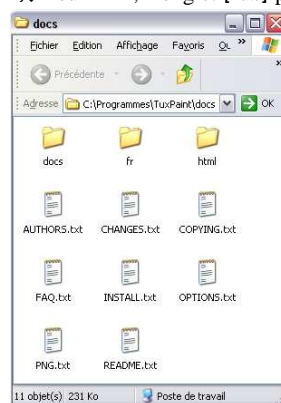 docs
Fichier Edition Affichage Favoris »
Précédente »
Adresse C:\Programmes\TuxPaint\docs OK
docs fr html
AUTHORS.txt CHANGES.txt COPYING.txt
FAQ.txt INSTALL.txt OPTIONS.txt
PNG.txt README.txt
11 objet(s) 231 Ko Poste de travail